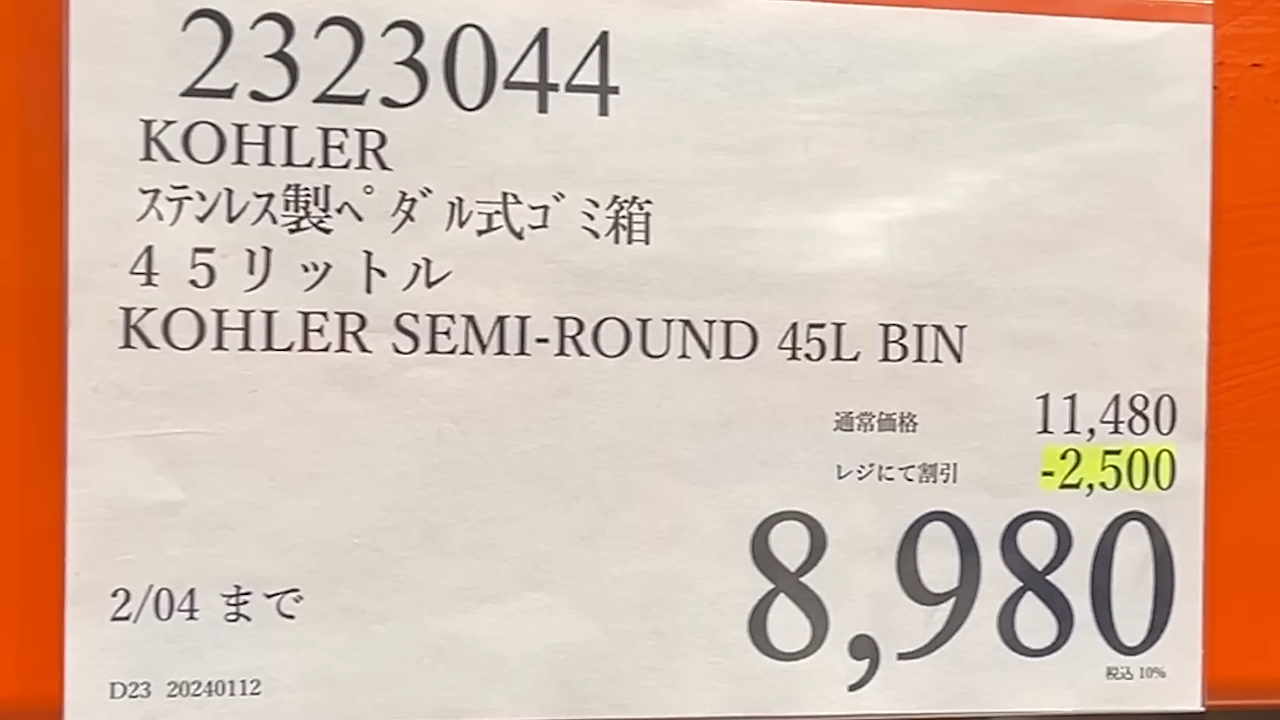 2323044
KOHLER
ｽﾃﾝﾚｽ製ﾍﾟﾀﾞﾙ式ｺﾞﾐ箱
４５リットル
KOHLER SEMI-ROUND 45L BIN
通常価格 11,480
レジにて割引 -2,500
8,980
2/04 まで
税込 10%
D23 20240112